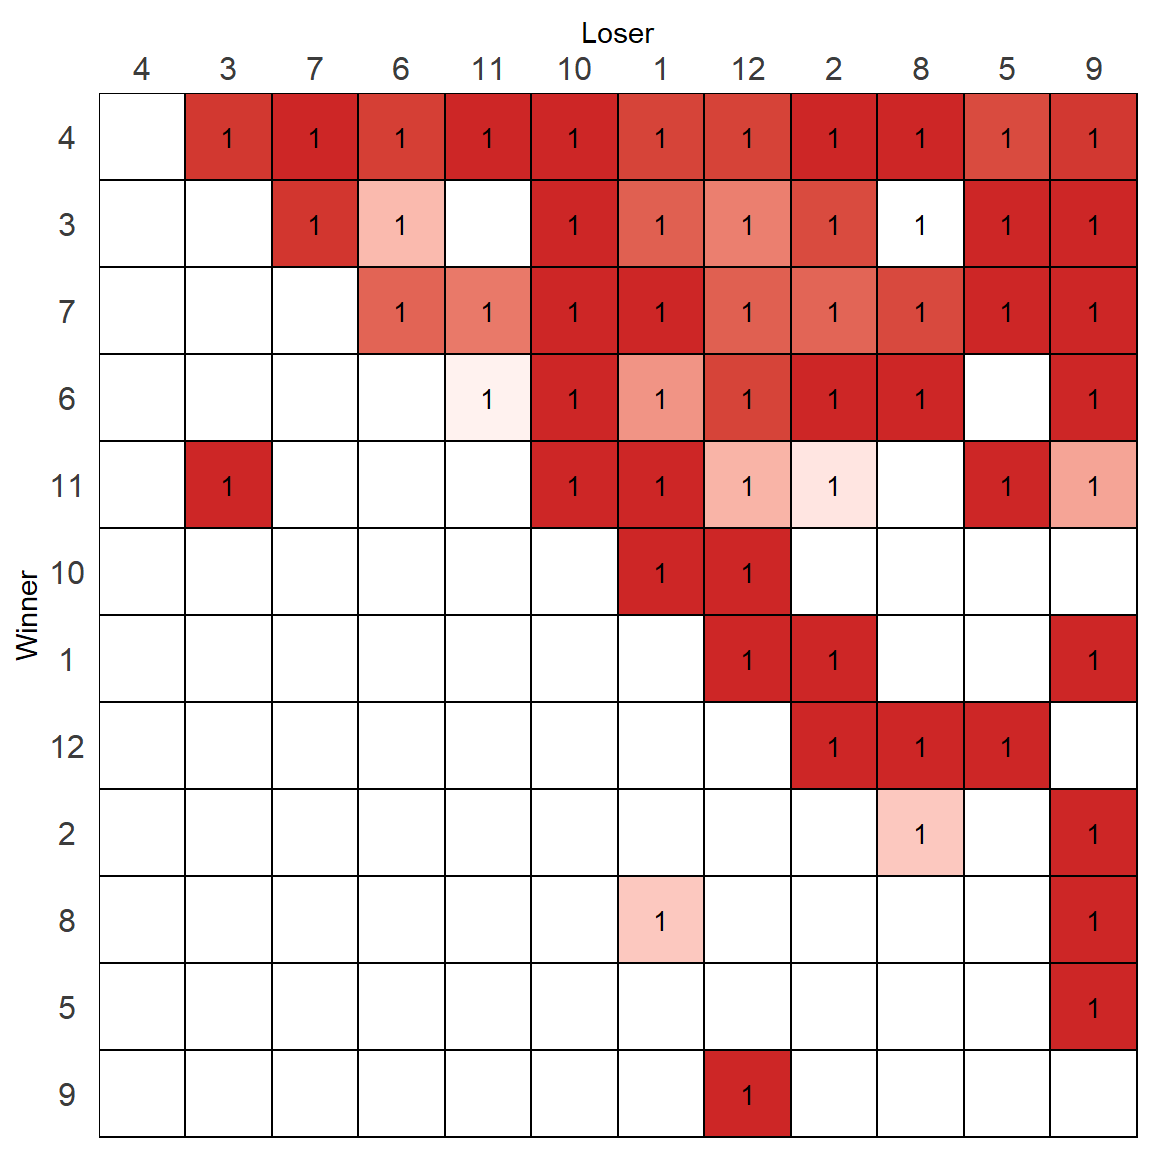 Loser
4 3 7 6 11 10 1 12 2 8 5 9
4 1 1 1 1 1 1 1 1 1 1 1
3 1 1 1 1 1 1 1 1 1
7 1 1 1 1 1 1 1 1 1
6 1 1 1 1 1 1 1
11 1 1 1 1 1 1 1
10 1 1
Winner
1 1 1 1
12 1 1 1
2 1 1
8 1 1
5 1
9 1